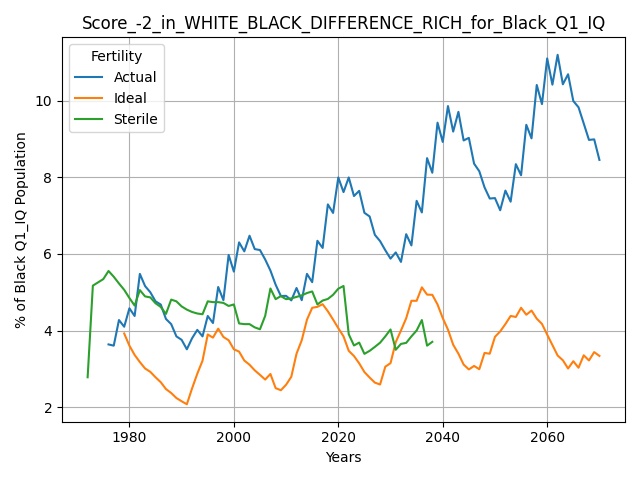 Score_-2_in_WHITE_BLACK_DIFFERENCE_RICH_for_Black_Q1_IQ
Fertility
Actual
Ideal
Sterile
% of Black Q1_IQ Population
10
8
6
4
2
1980
2000
2020
2040
2060
Years